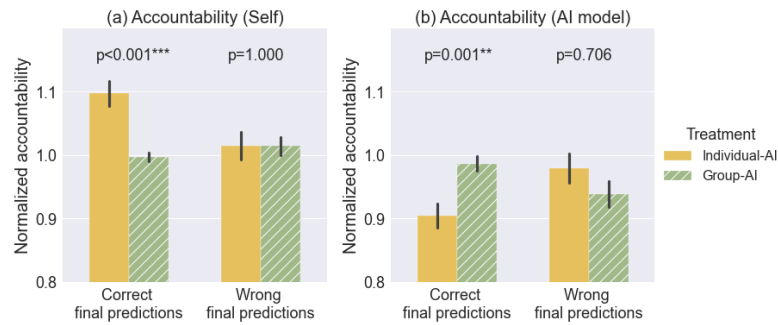 (a) Accountability (Self)
(b) Accountability (AI model)
Normalized accountability
1.1
1.0
0.9
0.8
p<0.001***
p=1.000
Correct
final predictions
Wrong
final predictions
Normalized accountability
1.1
1.0
0.9
0.8
p=0.001**
p=0.706
Correct
final predictions
Wrong
final predictions
Treatment
Individual-AI
Group-AI